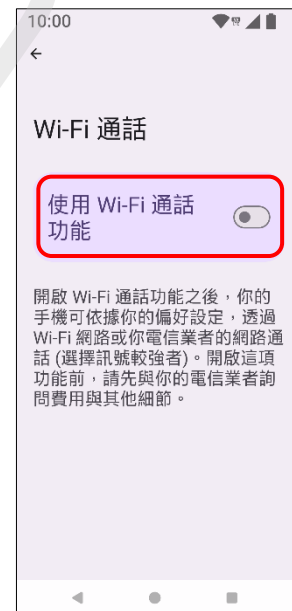 10:00
Wi-Fi 通話
使用 Wi-Fi 通話
功能
開啟 Wi-Fi 通話功能之後，你的
手機可依據你的偏好設定，透過
Wi-Fi 網路或你電信業者的網路通
話 (選擇訊號較強者)。開啟這項
功能前，請先與你的電信業者詢
問費用與其他細節。